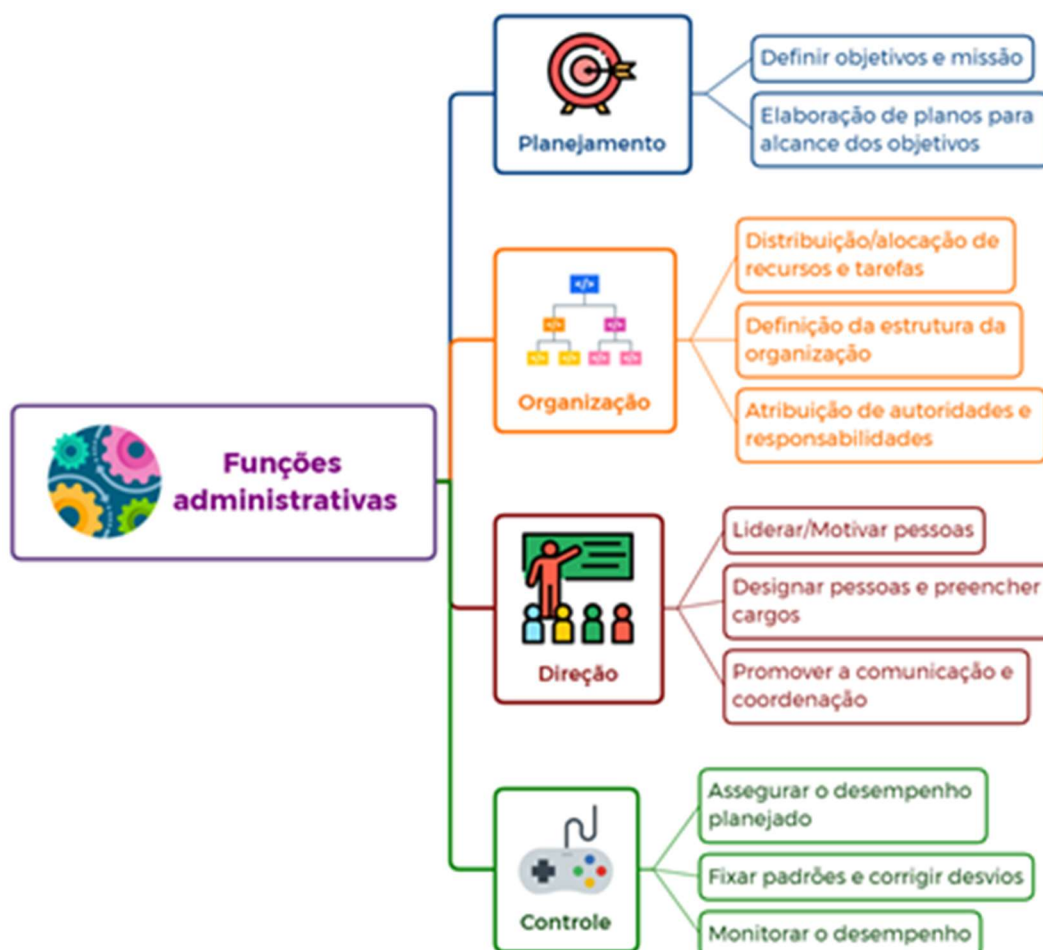 Planejamento
Definir objetivos e missão
Elaboração de planos para
alcance dos objetivos
Organização
Distribuição/alocação de
recursos e tarefas
Definição da estrutura da
organização
Atribuição de autoridades e
responsabilidades
Funções
administrativas
Direção
Liderar/Motivar pessoas
Designar pessoas e preencher
cargos
Promover a comunicação e
coordenação
Controle
Assegurar o desempenho
planejado
Fixar padrões e corrigir desvios
Monitorar o desempenho